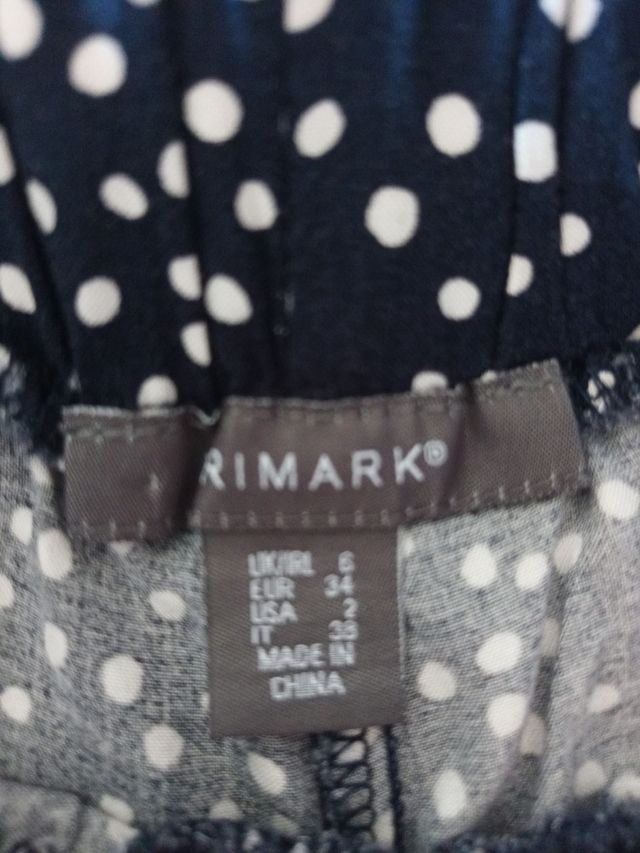 RIMARK®
UK/IRL 6
EUR 34
USA 2
IT 38
MADE IN
CHINA